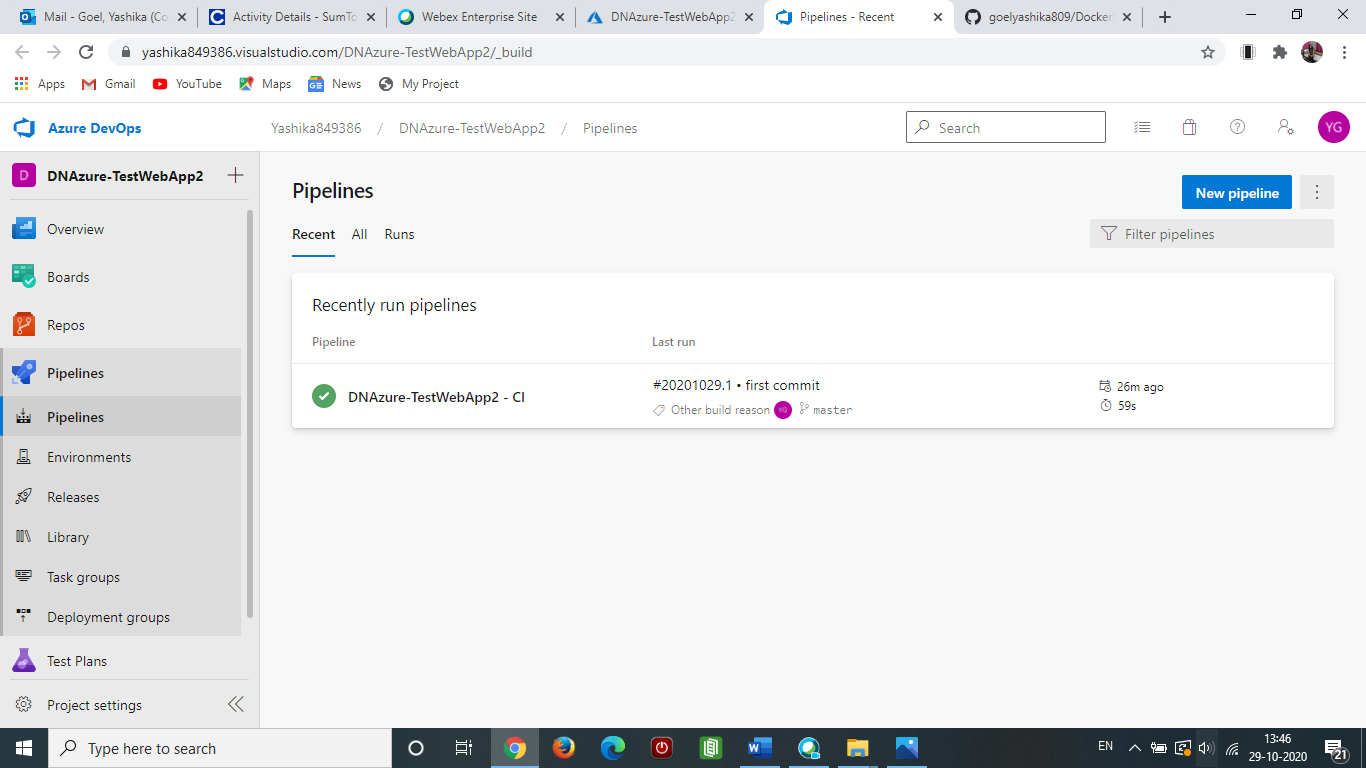 Mail - Goel, Yashika (Co
Activity Details - SumTo
Webex Enterprise Site
DNAzure-TestWebApp2
Pipelines - Recent
goelyashika809/Docker
yashika849386.visualstudio.com/DNAzure-TestWebApp2/_build
Apps
Gmail
YouTube
Maps
News
My Project
Azure DevOps
Yashika849386 / DNAzure-TestWebApp2 / Pipelines
Search
YG
D
DNAzure-TestWebApp2
Overview
Boards
Repos
Pipelines
Pipelines
Environments
Releases
Library
Task groups
Deployment groups
Test Plans
Project settings
Pipelines
New pipeline
Recent
All
Runs
Filter pipelines
Recently run pipelines
Pipeline
Last run
DNAzure-TestWebApp2 - CI
#20201029.1 • first commit
Other build reason YG master
26m ago
59s
Type here to search
EN
13:46
29-10-2020
21